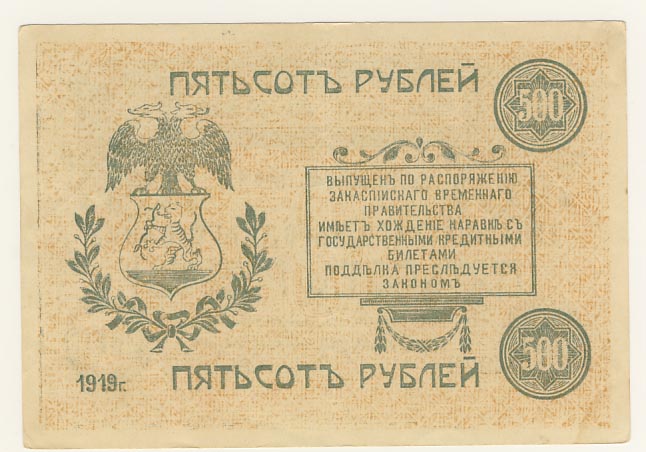 ПЯТЬСОТЪ РУБЛЕЙ
500
ВЫПУЩЕНЪ ПО РАСПОРЯЖЕНІЮ
ЗАКАСПІЙСКАГО ВРЕМЕННАГО
ПРАВИТЕЛЬСТВА
ИМѢЕТЪ ХОЖДЕНІЕ НАРАВНѢ СЪ
ГОСУДАРСТВЕННЫМИ КРЕДИТНЫМИ
БИЛЕТАМИ
ПОДДѢЛКА ПРЕСЛѢДУЕТСЯ
ЗАКОНОМЪ
500
1919г.
ПЯТЬСОТЪ РУБЛЕЙ